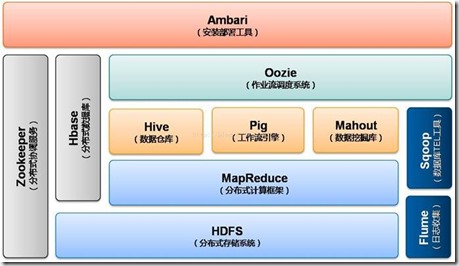 Ambari
(安装部署工具)
Zookeeper
(分布式协调服务)
Hbase
(分布式数据库)
Oozie
(作业流调度系统)
Hive
(数据仓库)
Pig
(工作流引擎)
Mahout
(数据挖掘库)
Sqoop
(数据库TEL工具)
MapReduce
(分布式计算框架)
Flume
(日志收集)
HDFS
(分布式存储系统)